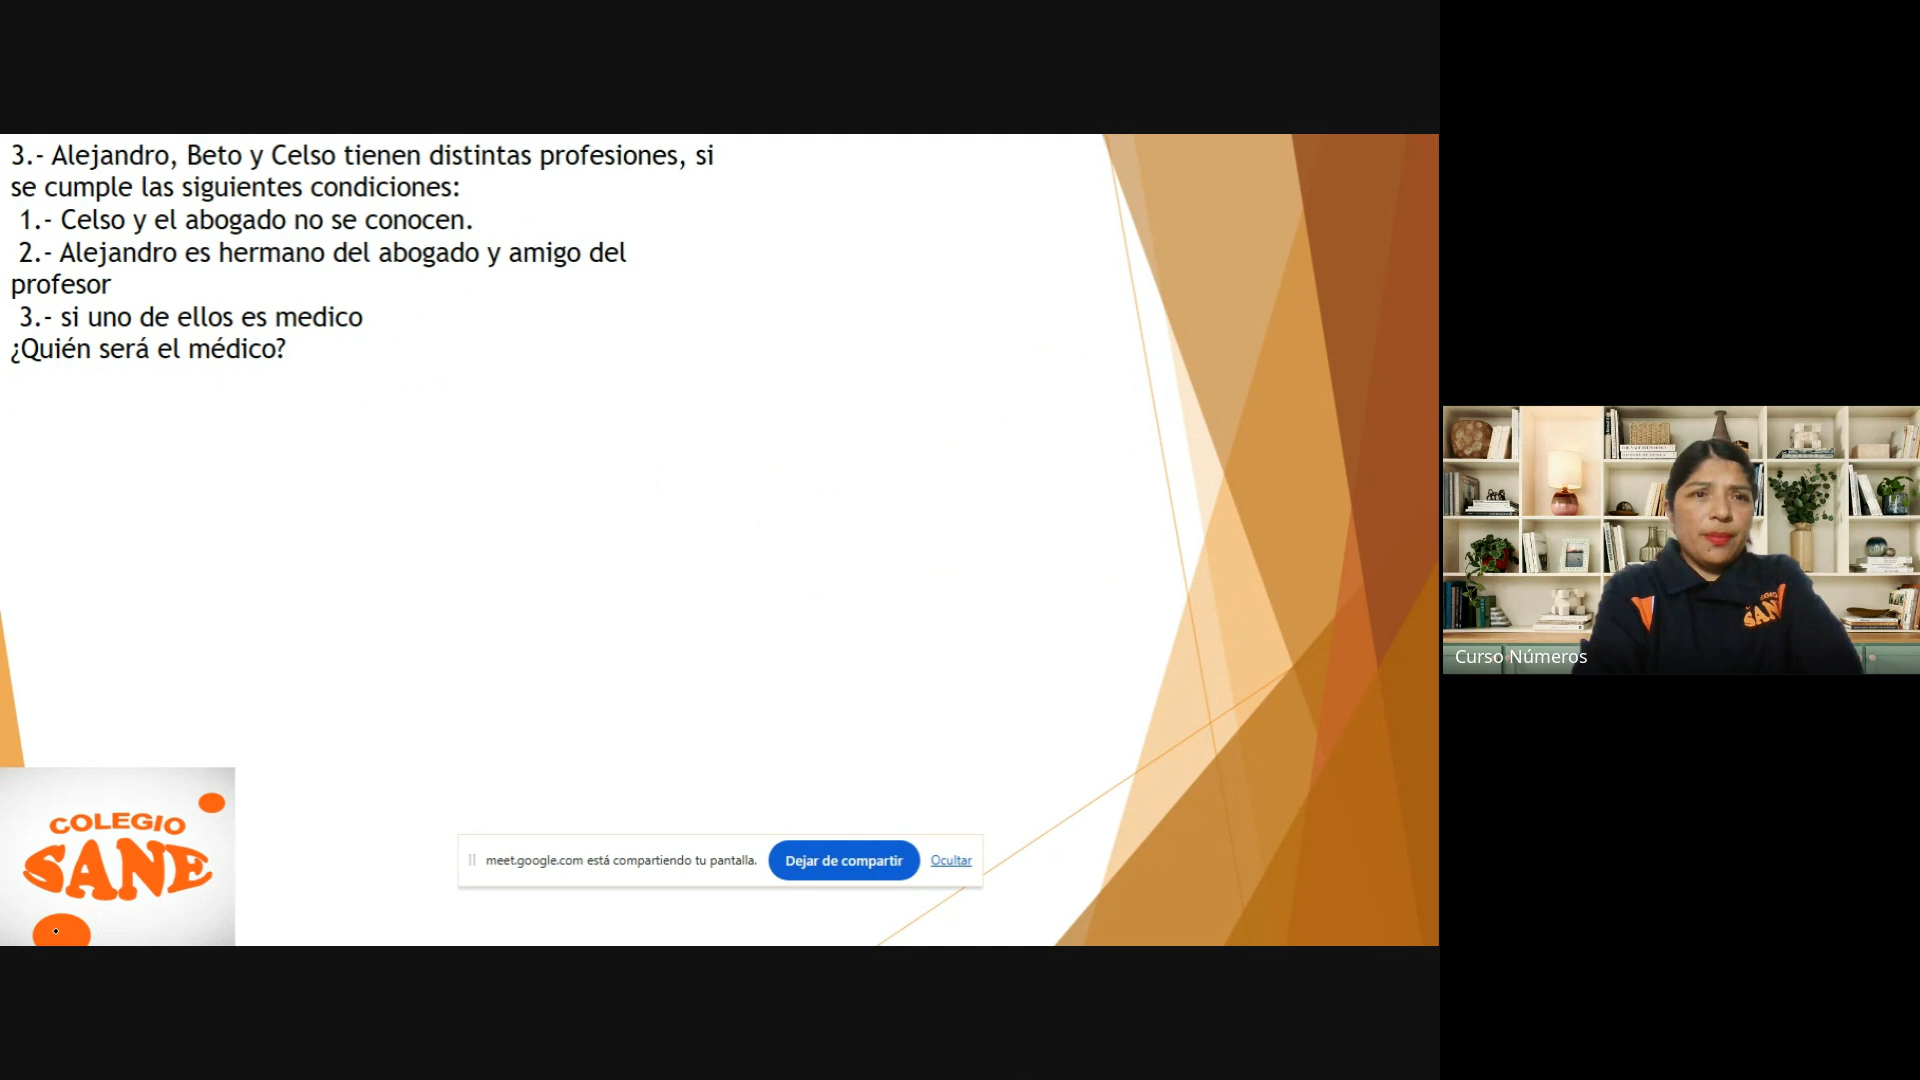 3.- Alejandro, Beto y Celso tienen distintas profesiones, si
se cumple las siguientes condiciones:
1.- Celso y el abogado no se conocen.
2.- Alejandro es hermano del abogado y amigo del
profesor
3.- si uno de ellos es medico
¿Quién será el médico?
COLEGIO
SANE
meet.google.com está compartiendo tu pantalla.
Dejar de compartir
Ocultar
Curso Números